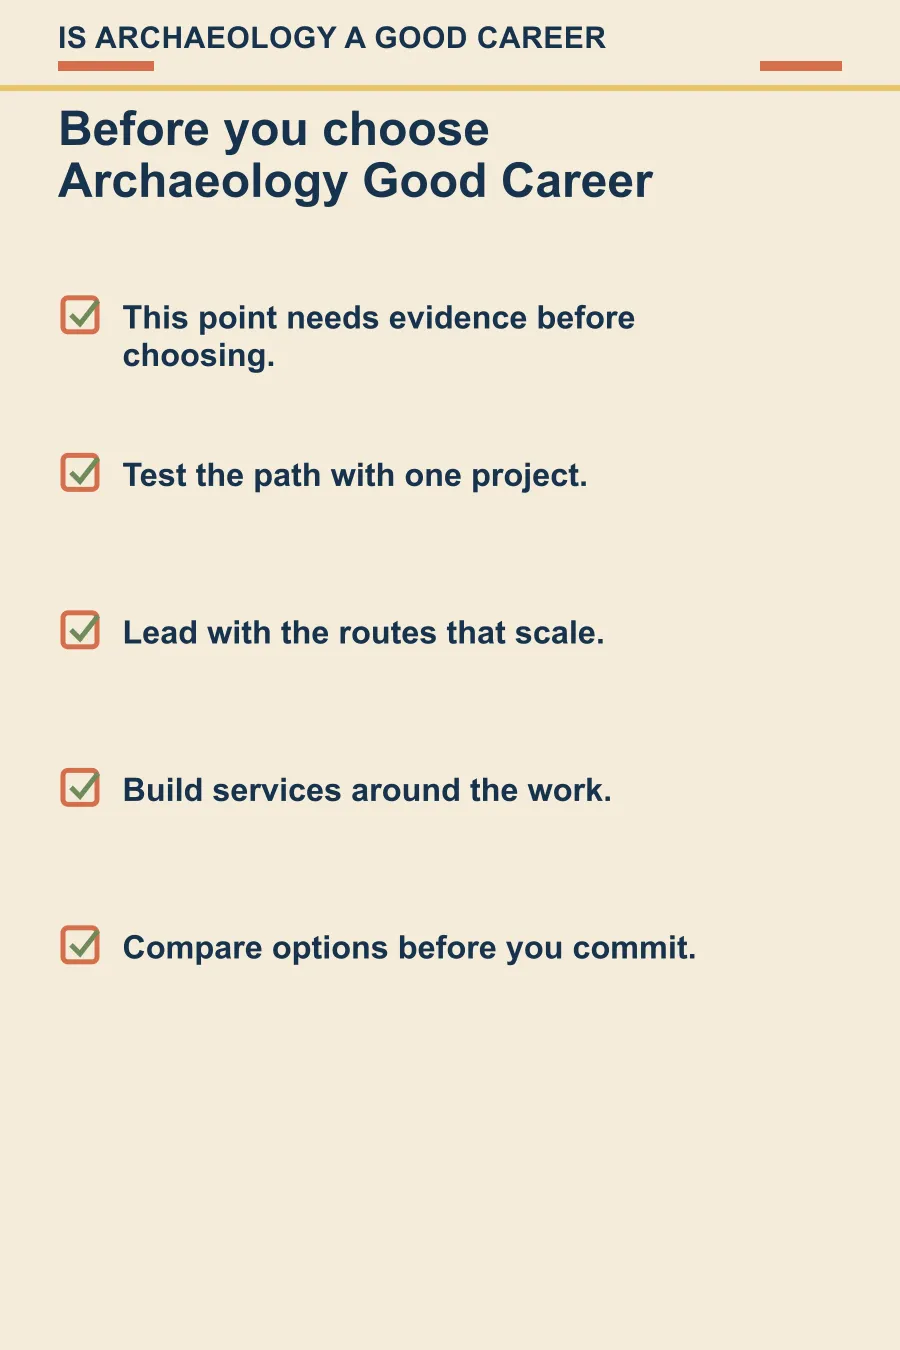 IS ARCHAEOLOGY A GOOD CAREER
Before you choose
Archaeology Good Career
This point needs evidence before
choosing.
Test the path with one project.
Lead with the routes that scale.
Build services around the work.
Compare options before you commit.